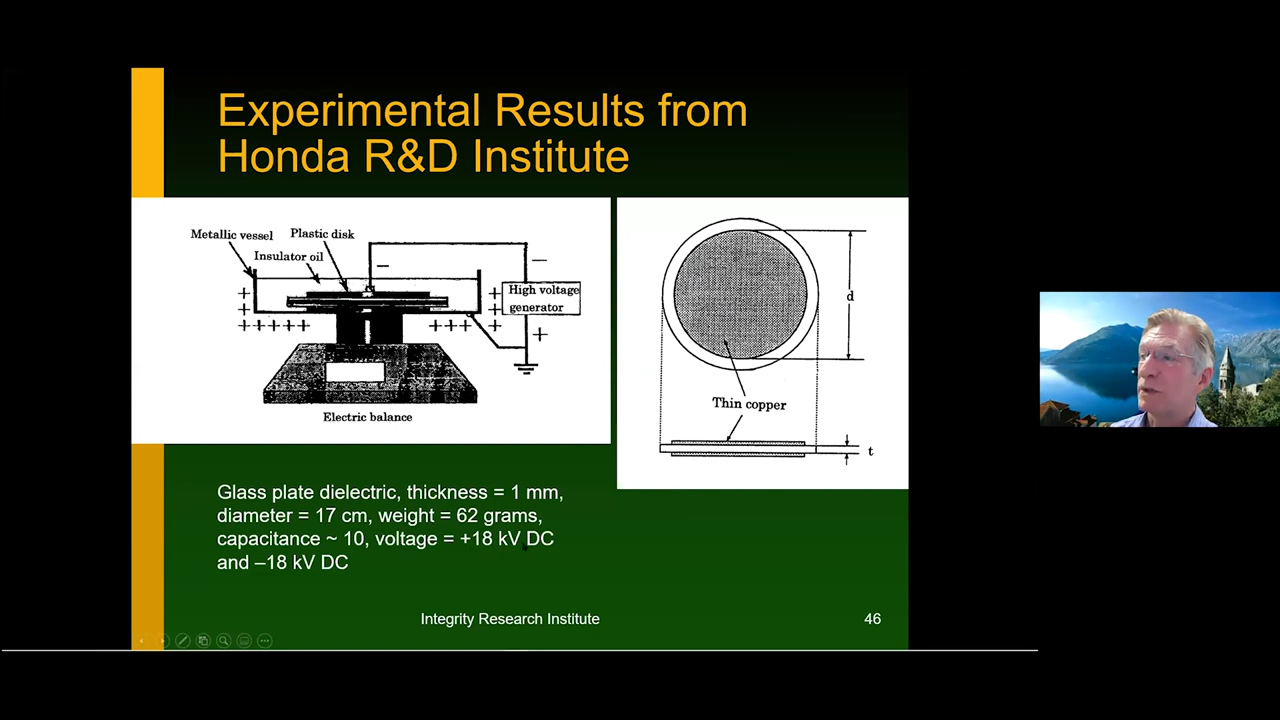 Experimental Results from
Honda R&D Institute
Metallic vessel
Plastic disk
Insulator oil
−
−
+
+
+ + + + +
+ + +
+
+
+
High voltage
generator
+
Electric balance
d
Thin copper
t
Glass plate dielectric, thickness = 1 mm,
diameter = 17 cm, weight = 62 grams,
capacitance ~ 10, voltage = +18 kV DC
and –18 kV DC
Integrity Research Institute
46